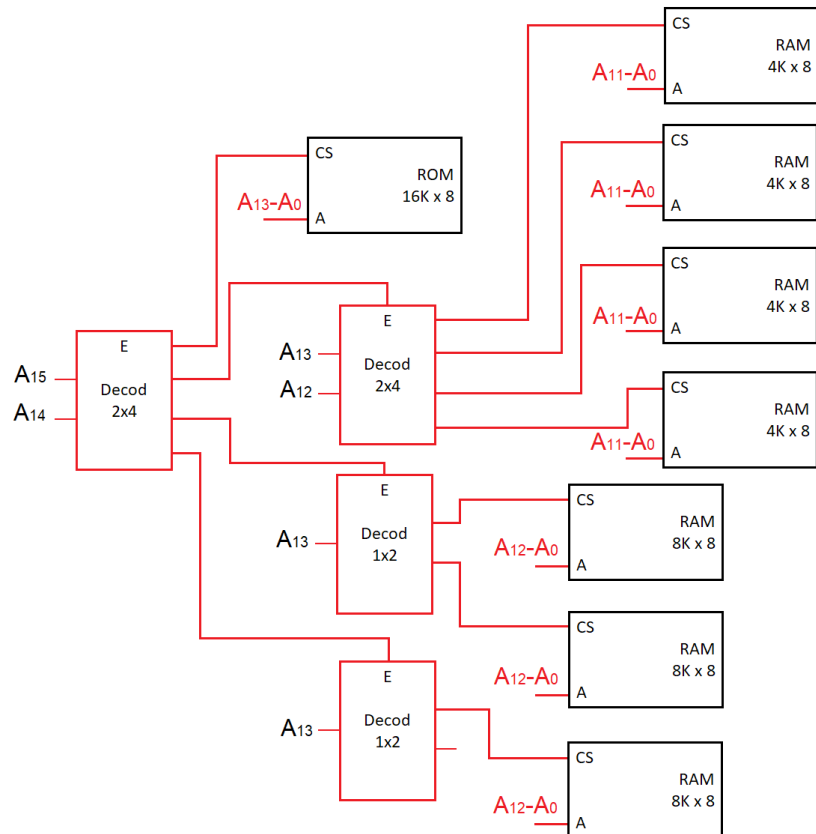 CS
RAM
4K x 8
A11-A0
A
CS
RAM
4K x 8
A11-A0
A
CS
ROM
16K x 8
A13-A0
A
CS
RAM
4K x 8
A11-A0
A
E
Decod
2x4
A15
A14
E
Decod
2x4
A13
A12
CS
RAM
4K x 8
A11-A0
A
E
Decod
1x2
A13
CS
RAM
8K x 8
A12-A0
A
CS
RAM
8K x 8
A12-A0
A
E
Decod
1x2
A13
CS
RAM
8K x 8
A12-A0
A